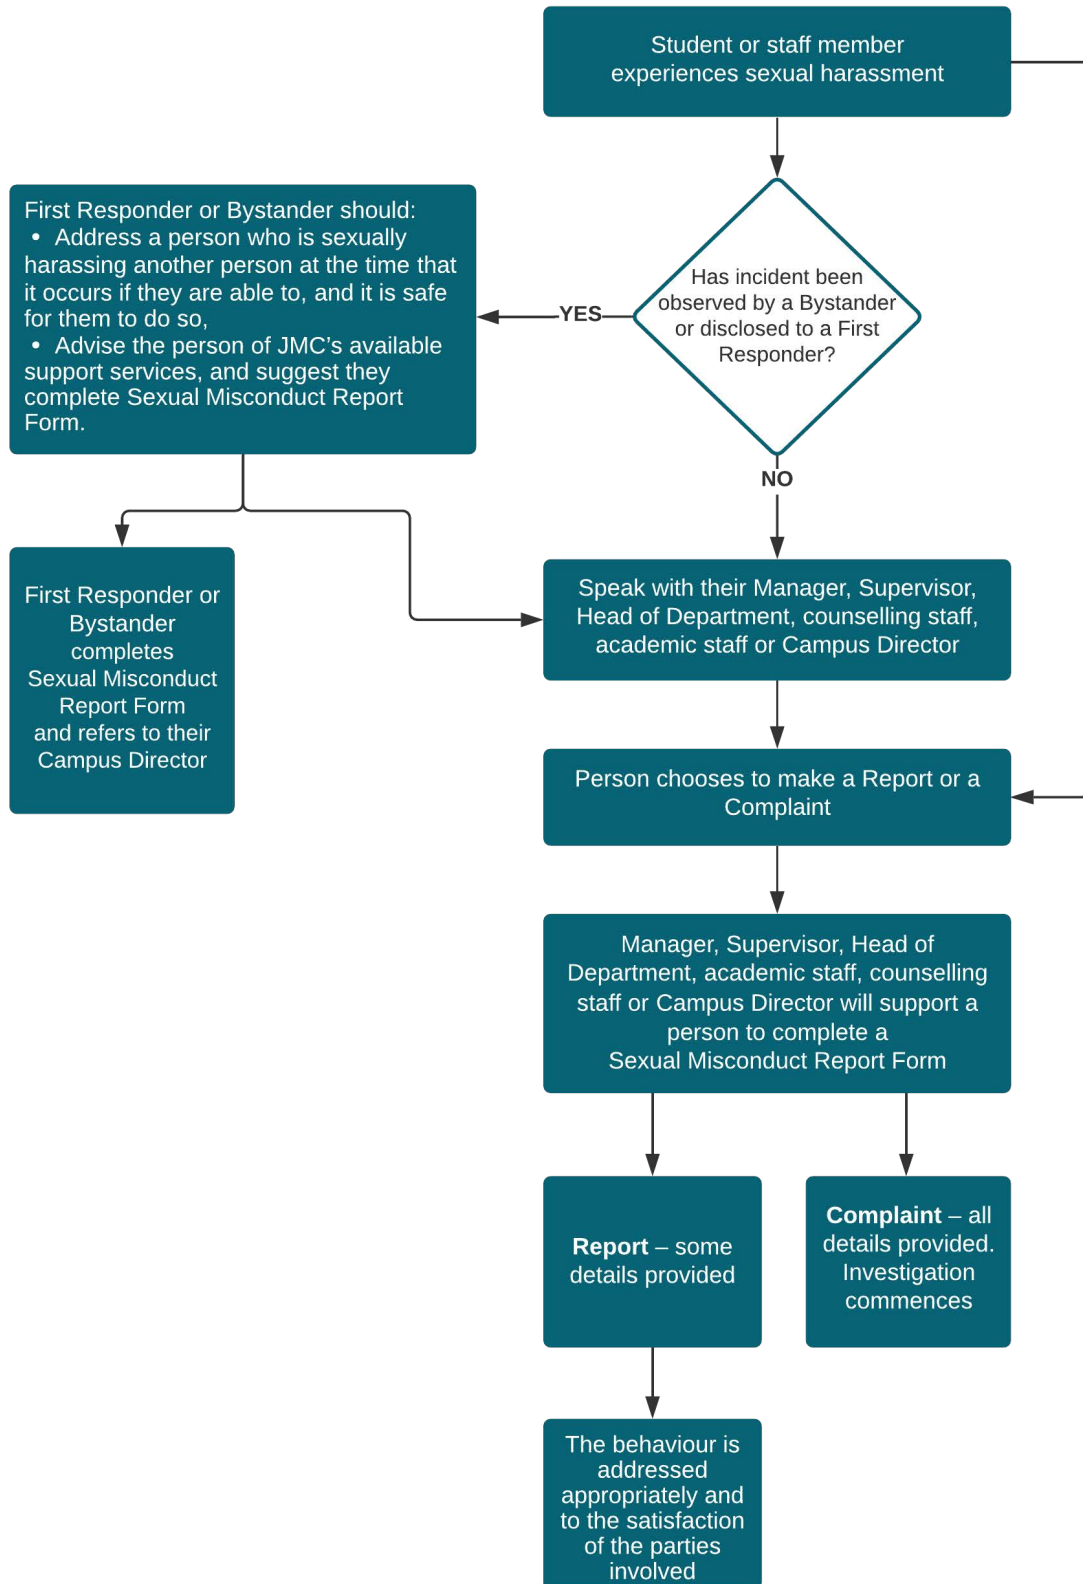 Student or staff member
experiences sexual harassment
First Responder or Bystander should:
• Address a person who is sexually
harassing another person at the time that
it occurs if they are able to, and it is safe
for them to do so,
• Advise the person of JMC's available
support services, and suggest they
complete Sexual Misconduct Report
Form.
YES
Has incident been
observed by a Bystander
or disclosed to a First
Responder?
NO
First Responder or
Bystander
completes
Sexual Misconduct
Report Form
and refers to their
Campus Director
Speak with their Manager, Supervisor,
Head of Department, counselling staff,
academic staff or Campus Director
Person chooses to make a Report or a
Complaint
Manager, Supervisor, Head of
Department, academic staff, counselling
staff or Campus Director will support a
person to complete a
Sexual Misconduct Report Form
Report – some
details provided
Complaint – all
details provided.
Investigation
commences
The behaviour is
addressed
appropriately and
to the satisfaction
of the parties
involved